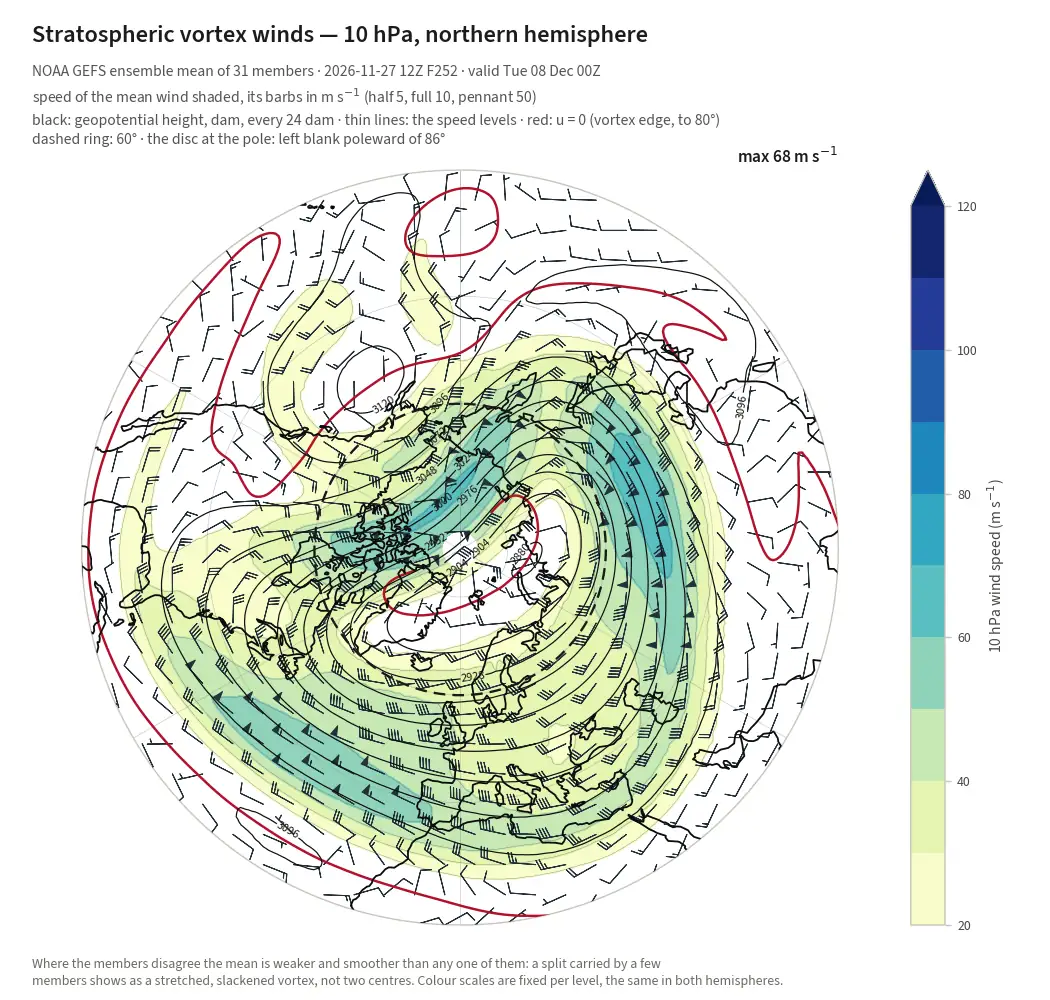 Stratospheric vortex winds — 10 hPa, northern hemisphere
NOAA GEFS ensemble mean of 31 members · 2026-11-27 12Z F252 · valid Tue 08 Dec 00Z
speed of the mean wind shaded, its barbs in m s⁻¹ (half 5, full 10, pennant 50)
black: geopotential height, dam, every 24 dam · thin lines: the speed levels · red: u = 0 (vortex edge, to 80°)
dashed ring: 60° · the disc at the pole: left blank poleward of 86°
max 68 m s⁻¹
120
100
80
60
40
20
10 hPa wind speed (m s⁻¹)
3120
3096
3048
2976
2904
2904
2880
2928
3096
3096
Where the members disagree the mean is weaker and smoother than any one of them: a split carried by a few
members shows as a stretched, slackened vortex, not two centres. Colour scales are fixed per level, the same in both hemispheres.